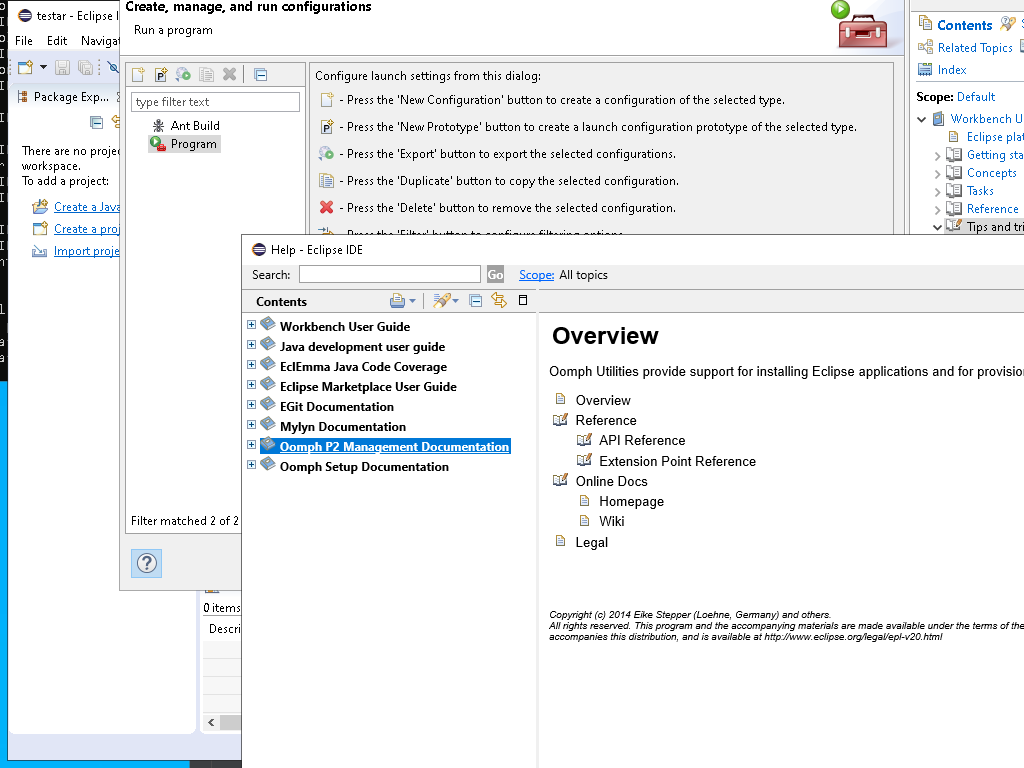 testar - Eclipse I
File Edit Navigat
Package Exp...
There are no projec
workspace.
To add a project:
Create a Java
Create a proj
Import proje
0 items
Descri
Create, manage, and run configurations
Run a program
type filter text
Ant Build
Program
Filter matched 2 of 2
Configure launch settings from this dialog:
- Press the 'New Configuration' button to create a configuration of the selected type.
- Press the 'New Prototype' button to create a launch configuration prototype of the selected type.
- Press the 'Export' button to export the selected configurations.
- Press the 'Duplicate' button to copy the selected configuration.
- Press the 'Delete' button to remove the selected configuration.
- Press the 'Filter' button to configure filtering options.
Contents
Related Topics
Index
Scope: Default
Workbench U
Eclipse plat
Getting sta
Concepts
Tasks
Reference
Tips and tri
Help - Eclipse IDE
Search:
Go
Scope: All topics
Contents
Workbench User Guide
Java development user guide
EclEmma Java Code Coverage
Eclipse Marketplace User Guide
EGit Documentation
Mylyn Documentation
Oomph P2 Management Documentation
Oomph Setup Documentation
Overview
Oomph Utilities provide support for installing Eclipse applications and for provision
Overview
Reference
API Reference
Extension Point Reference
Online Docs
Homepage
Wiki
Legal
Copyright (c) 2014 Eike Stepper (Loehne, Germany) and others.
All rights reserved. This program and the accompanying materials are made available under the terms of the
accompanies this distribution, and is available at http://www.eclipse.org/legal/epl-v20.html